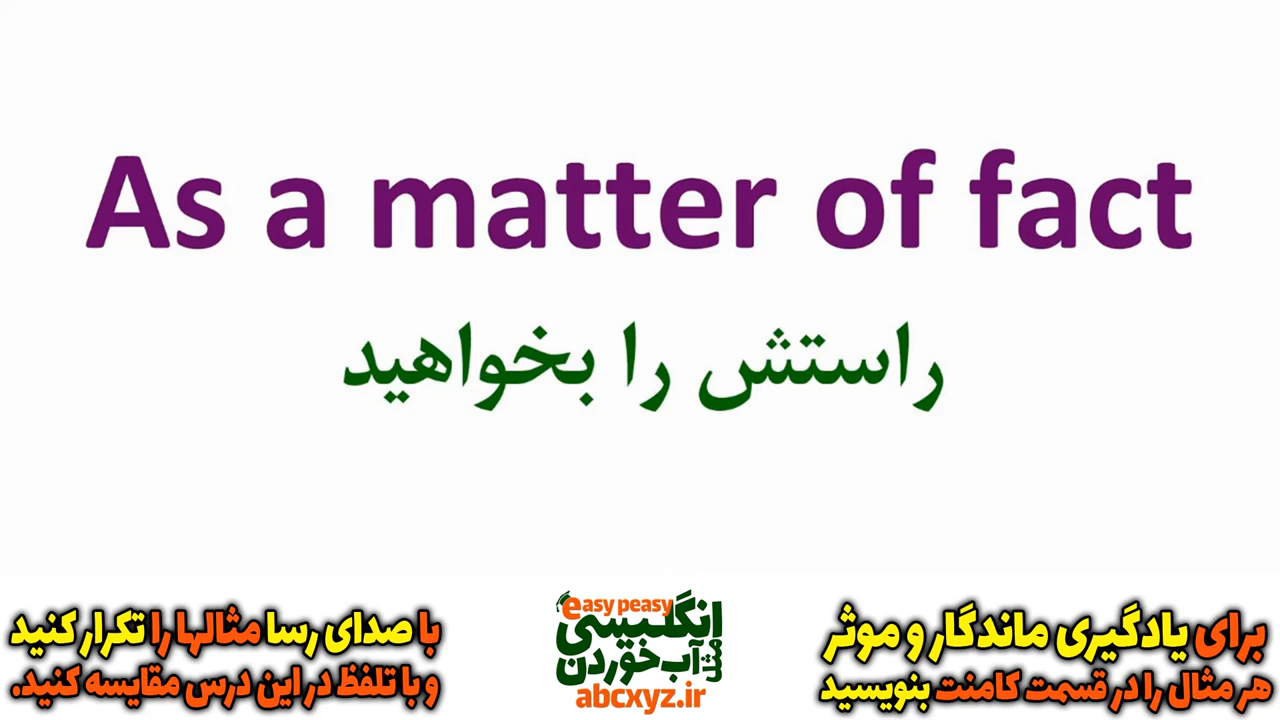 As a matter of fact
راستش را بخواهید
برای یادگیری ماندگار و موثر
هر مثال را در قسمت کامنت بنویسید
easy peasy
انگلیسی
مثل آب خوردن
abcxyz.ir
با صدای رسا مثالها را تکرار کنید
و با تلفظ در این درس مقایسه کنید.